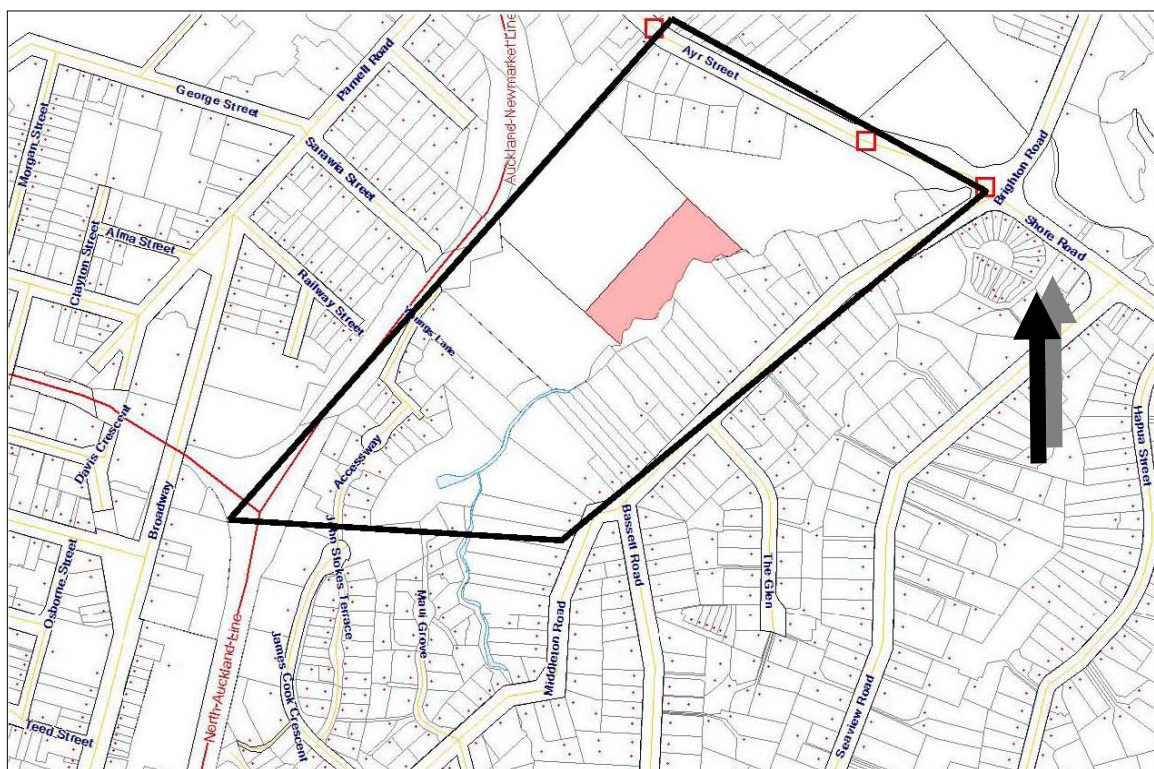 Ayr Street
Parnell Road
George Street
Auckland-Newmarket Line
Morgan Street
Sarawia Street
Brighton Road
Shore Road
Clayton Street
Alma Street
Railway Street
Lane
Hapua Street
Davis Crescent
Accessway
Broadway
Bassett Road
Osborne Street
John Stokes Terrace
The Glen
Maui Grove
Middleton Road
North-Auckland-Line
James Cook Crescent
Seaview Road
Teed Street